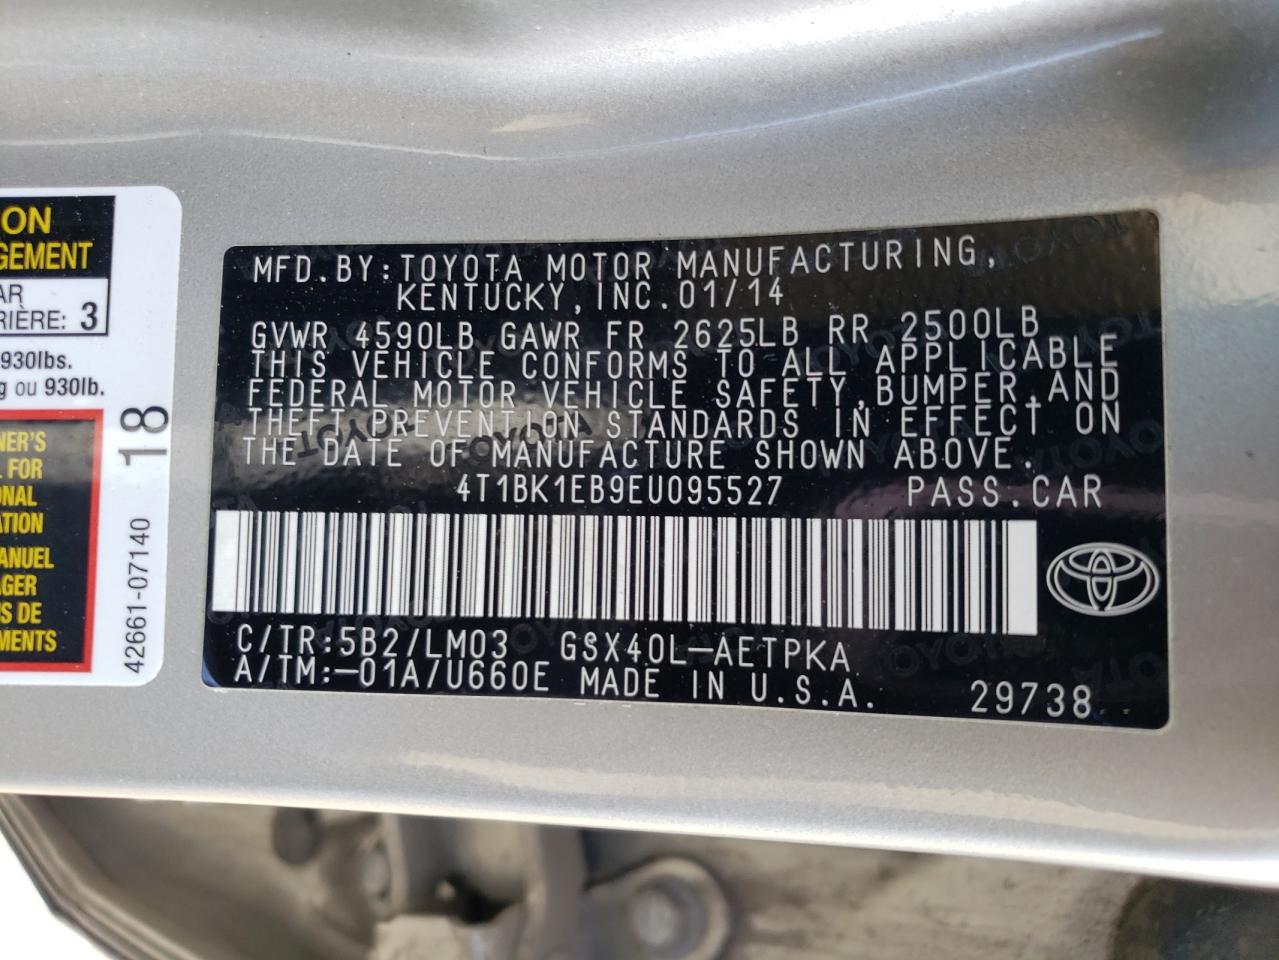 ON
GEMENT
AR
RIÈRE: 3
930lbs.
g ou 930lb.
NER'S
L FOR
ONAL
ATION
ANUEL
AGER
S DE
MENTS
18
42661-07140
MFD.BY:TOYOTA MOTOR MANUFACTURING,
KENTUCKY,INC.01/14
GVWR 4590LB GAWR FR 2625LB RR 2500LB
THIS VEHICLE CONFORMS TO ALL APPLICABLE
FEDERAL MOTOR VEHICLE SAFETY,BUMPER,AND
THEFT PREVENTION STANDARDS IN EFFECT ON
THE DATE OF MANUFACTURE SHOWN ABOVE.
4T1BK1EB9EU095527 PASS.CAR
C/TR:5B2/LM03 GSX40L-AETPKA
A/TM:-01A/U660E MADE IN U.S.A. 29738